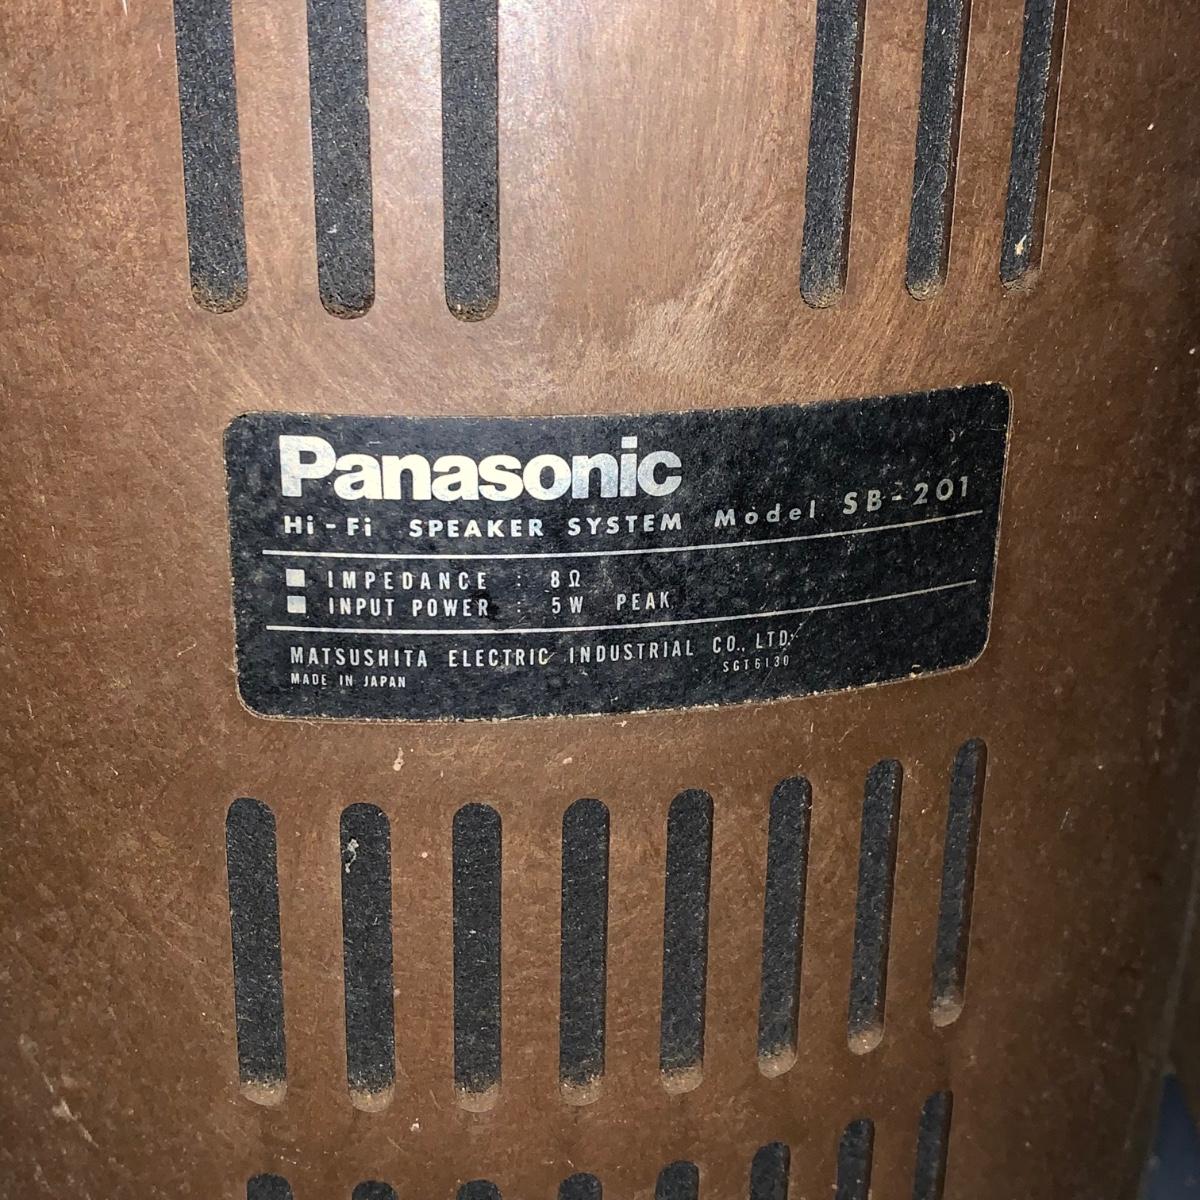 Panasonic
Hi-Fi SPEAKER SYSTEM Model SB-201
IMPEDANCE : 8Ω
INPUT POWER : 5W PEAK
MATSUSHITA ELECTRIC INDUSTRIAL CO., LTD.
MADE IN JAPAN SGT6130